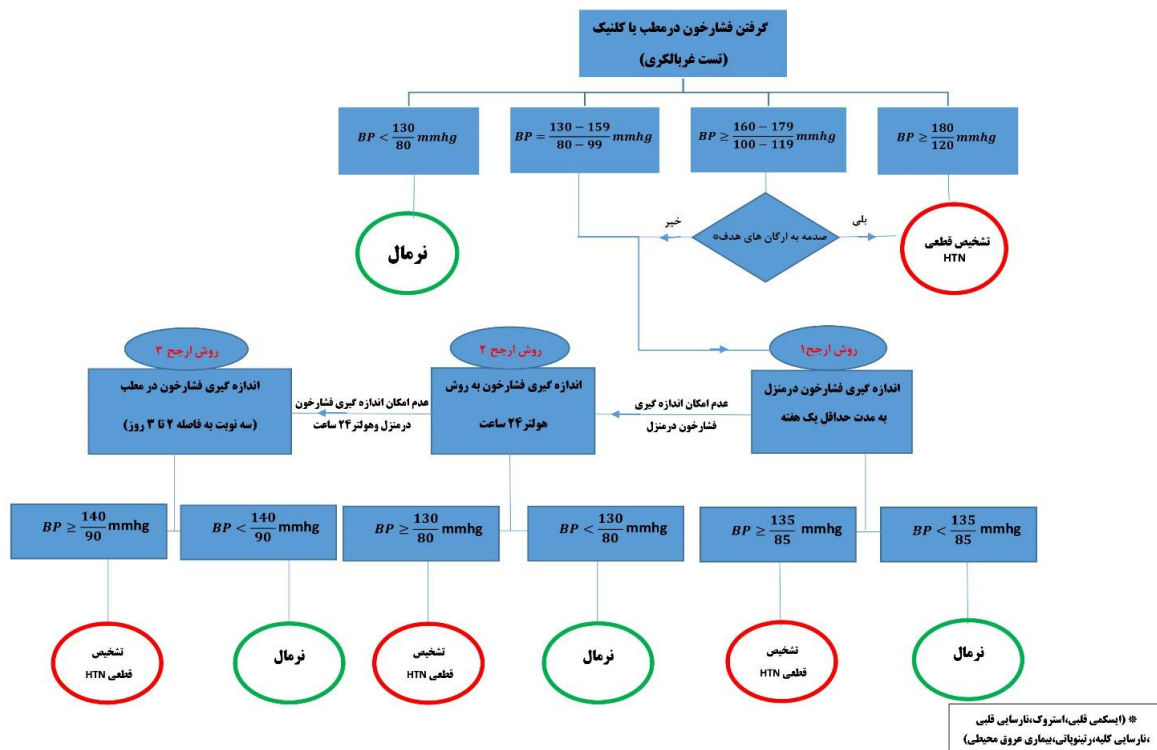 گرفتن فشارخون درمطب یا کلنیک
(تست غربالگری)
BP < 130/80 mmhg
BP = 130 − 159/80 − 99 mmhg
BP ≥ 160 − 179/100 − 119 mmhg
BP ≥ 180/120 mmhg
نرمال
خیر
صدمه به ارگان های هدف*
بلی
تشخیص قطعی
HTN
روش ارجح۱
اندازه گیری فشارخون درمنزل
به مدت حداقل یک هفته
عدم امکان اندازه گیری
فشارخون درمنزل
روش ارجح ۲
اندازه گیری فشارخون به روش
هولتر۲۴ ساعت
عدم امکان اندازه گیری فشارخون
درمنزل وهولتر۲۴ ساعت
روش ارجح ۳
اندازه گیری فشارخون در مطب
(سه نوبت به فاصله ۲ تا ۳ روز)
BP ≥ 140/90 mmhg
BP < 140/90 mmhg
BP ≥ 130/80 mmhg
BP < 130/80 mmhg
BP ≥ 135/85 mmhg
BP < 135/85 mmhg
تشخیص
قطعی HTN
نرمال
تشخیص
قطعی HTN
نرمال
تشخیص
قطعی HTN
نرمال
* (ایسکمی قلبی،استروک،نارسایی قلبی
،نارسایی کلیه،رتینوپاتی،بیماری عروق محیطی)